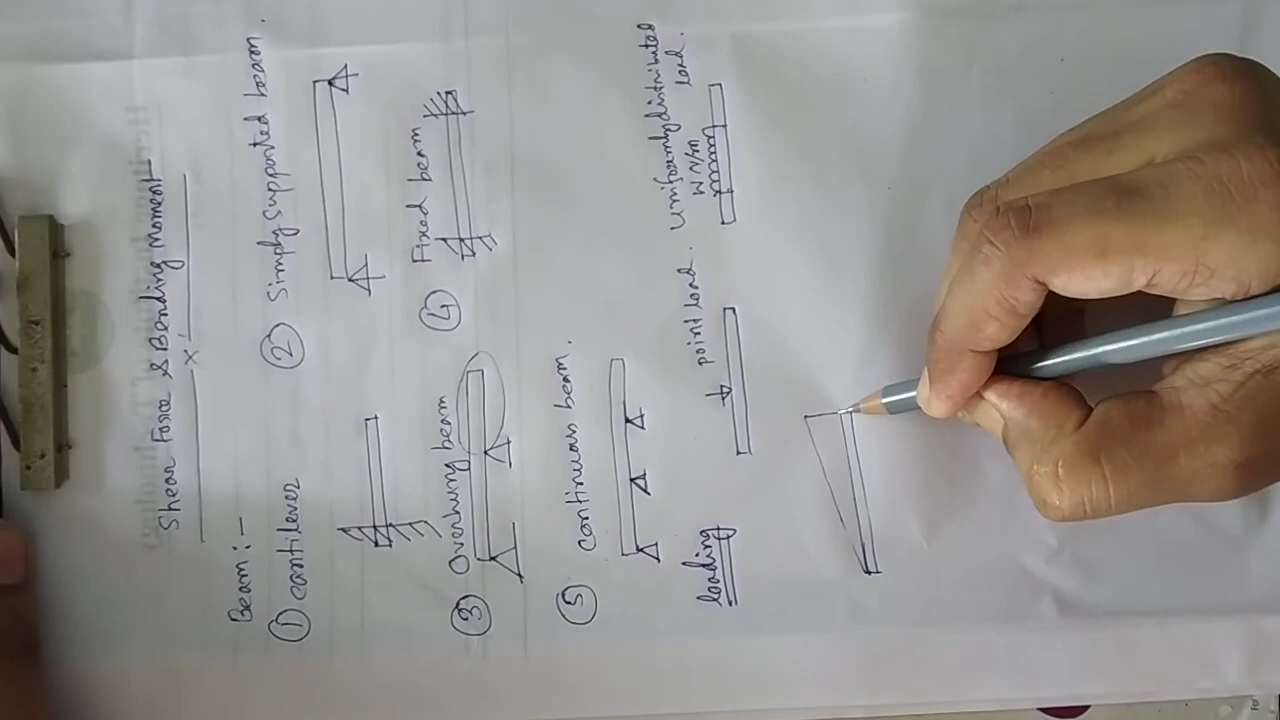 Shear Force & Bending Moment
x
Beam :-
① cantilever
② Simply supported beam.
③ Overhung beam
④ Fixed beam
⑤ continuous beam.
loading
point load.
uniformly distributed
load.
W N/m